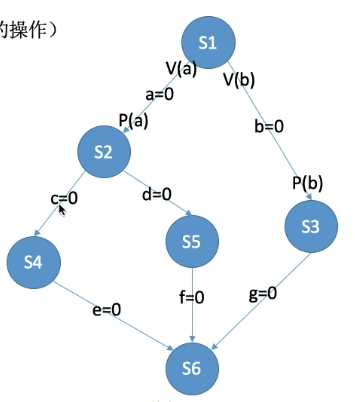 的操作）
S1
V(a)
V(b)
a=0
P(a)
b=0
S2
P(b)
c=0
d=0
S3
S5
S4
f=0
g=0
e=0
S6